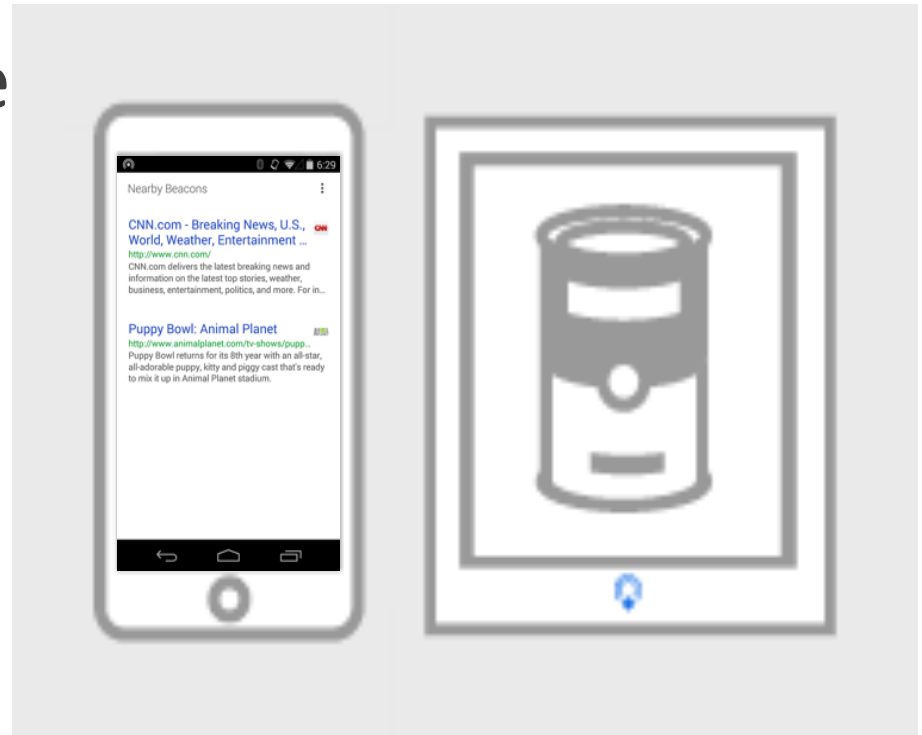 e
6:29
Nearby Beacons
CNN.com - Breaking News, U.S.,
World, Weather, Entertainment ...
CNN
http://www.cnn.com/
CNN.com delivers the latest breaking news and
information on the latest top stories, weather,
business, entertainment, politics, and more. For in...
Puppy Bowl: Animal Planet
http://www.animalplanet.com/tv-shows/pupp...
Puppy Bowl returns for its 8th year with an all-star,
all-adorable puppy, kitty and piggy cast that's ready
to mix it up in Animal Planet stadium.